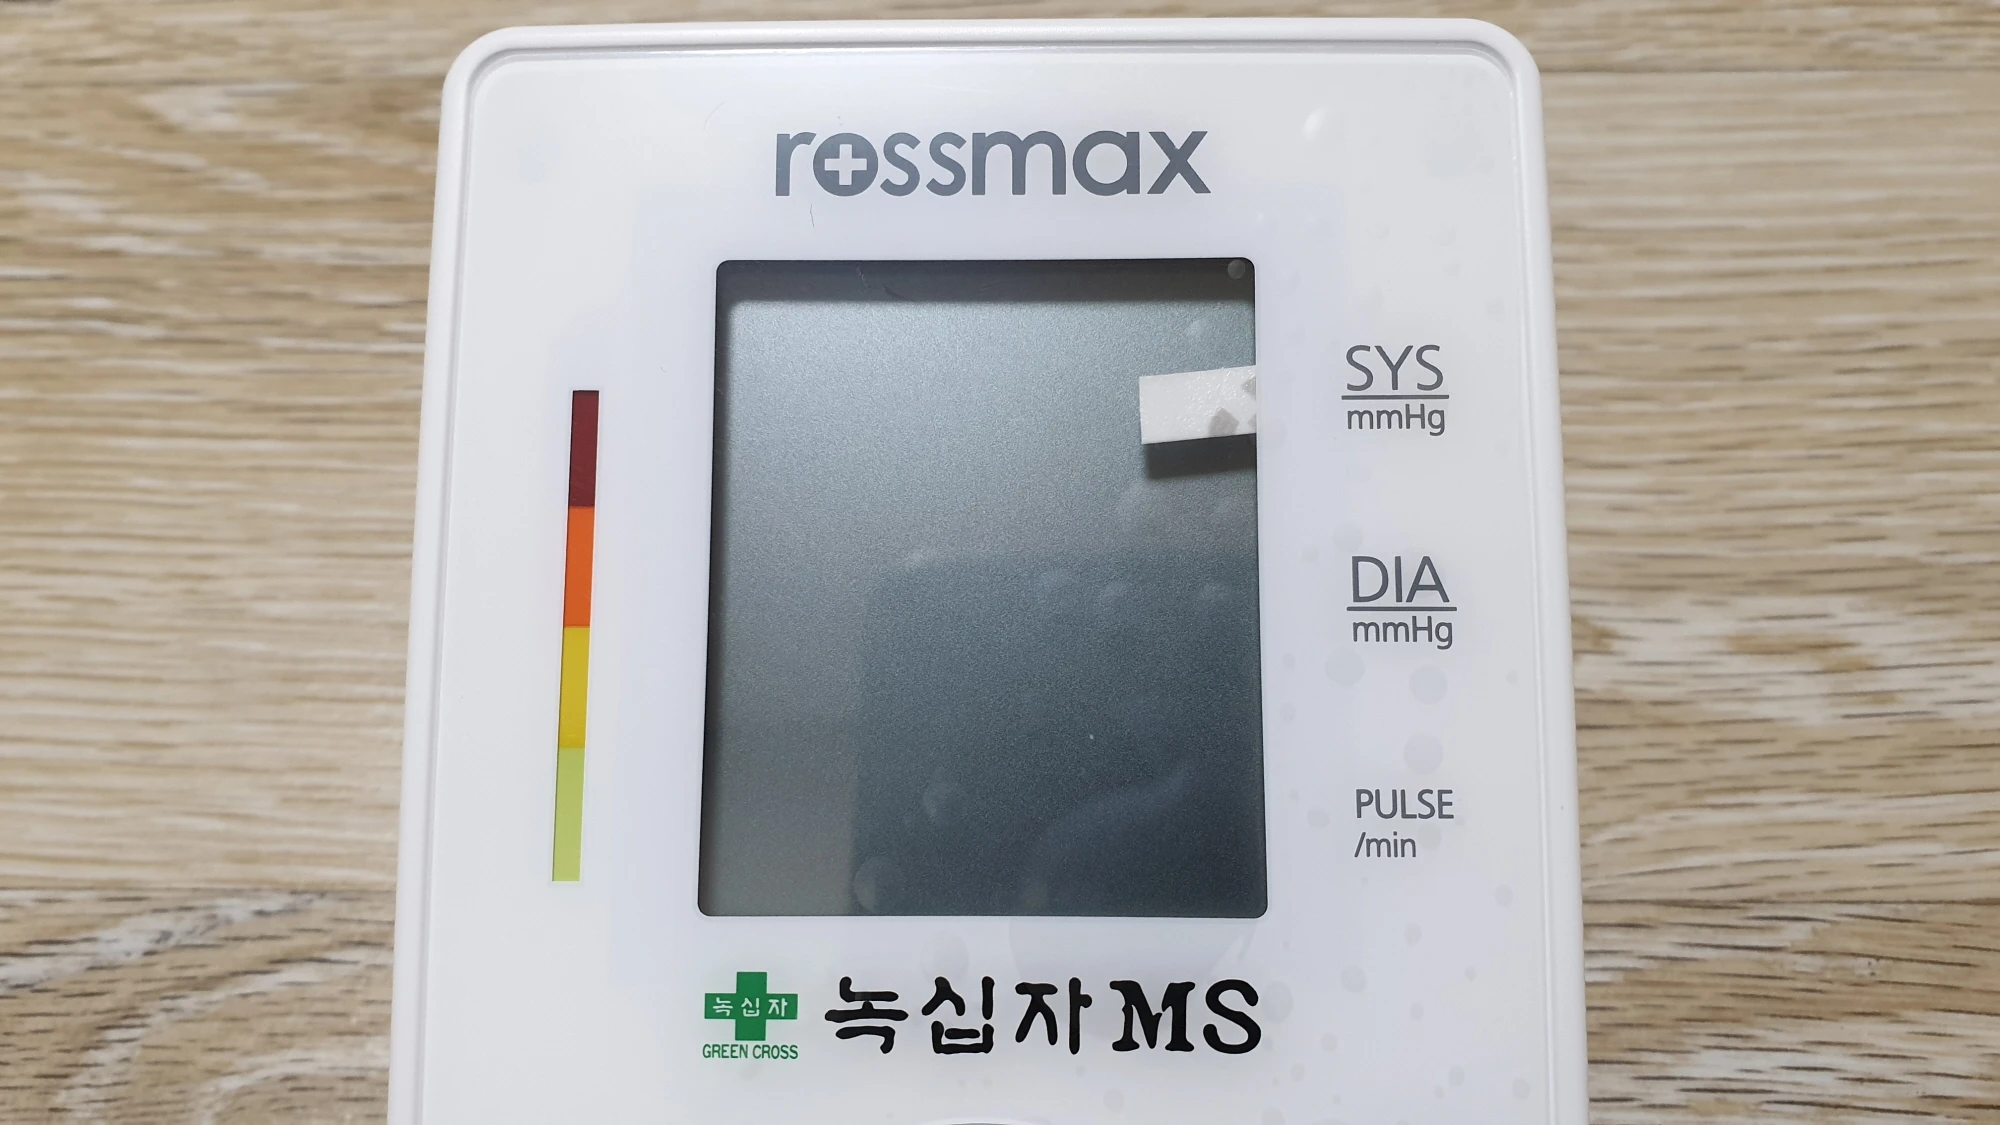 rossmax
SYS
mmHg
DIA
mmHg
PULSE
/min
녹십자
GREEN CROSS
녹십자MS